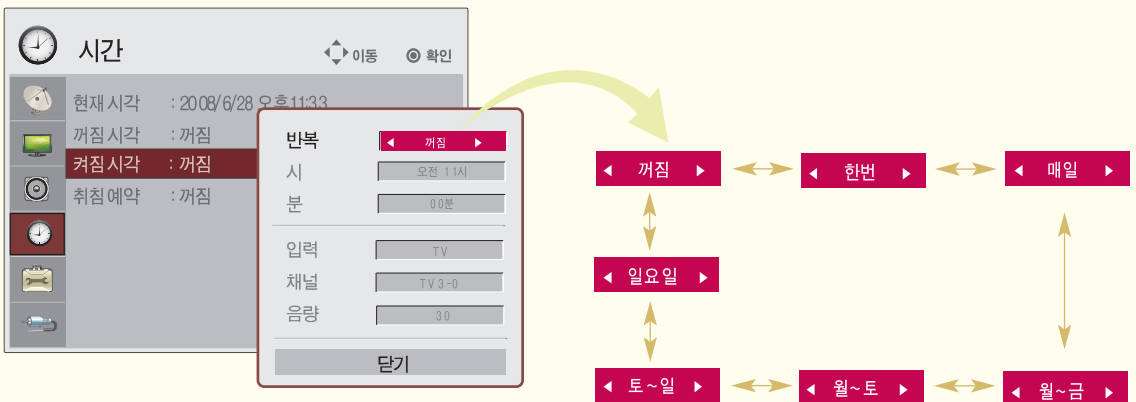 시간
이동
확인
현재 시각 : 2008/ 6/ 28 오후 11:33
꺼짐 시각 : 꺼짐
켜짐 시각 : 꺼짐
취침 예약 : 꺼짐
반복 ◀ 꺼짐 ▶
시 오전 11시
분 00분
입력 TV
채널 TV 3-0
음량 30
닫기
◀ 꺼짐 ▶
◀ 한번 ▶
◀ 매일 ▶
◀ 일요일 ▶
◀ 토~일 ▶
◀ 월~토 ▶
◀ 월~금 ▶